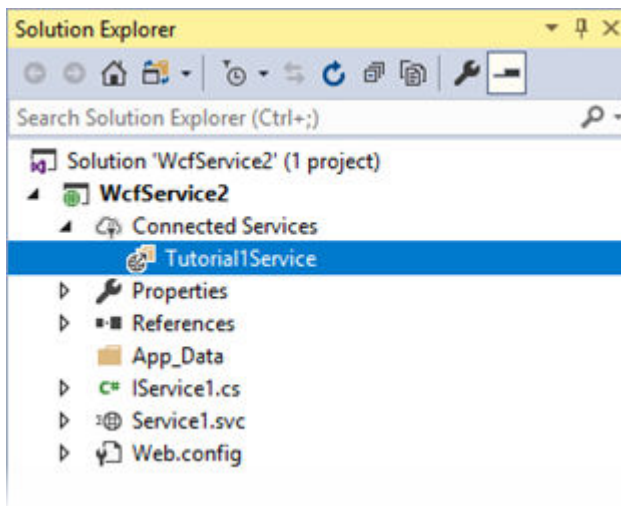 Solution Explorer
Search Solution Explorer (Ctrl+;)
Solution 'WcfService2' (1 project)
WcfService2
Connected Services
Tutorial1Service
Properties
References
App_Data
C# IService1.cs
Service1.svc
Web.config